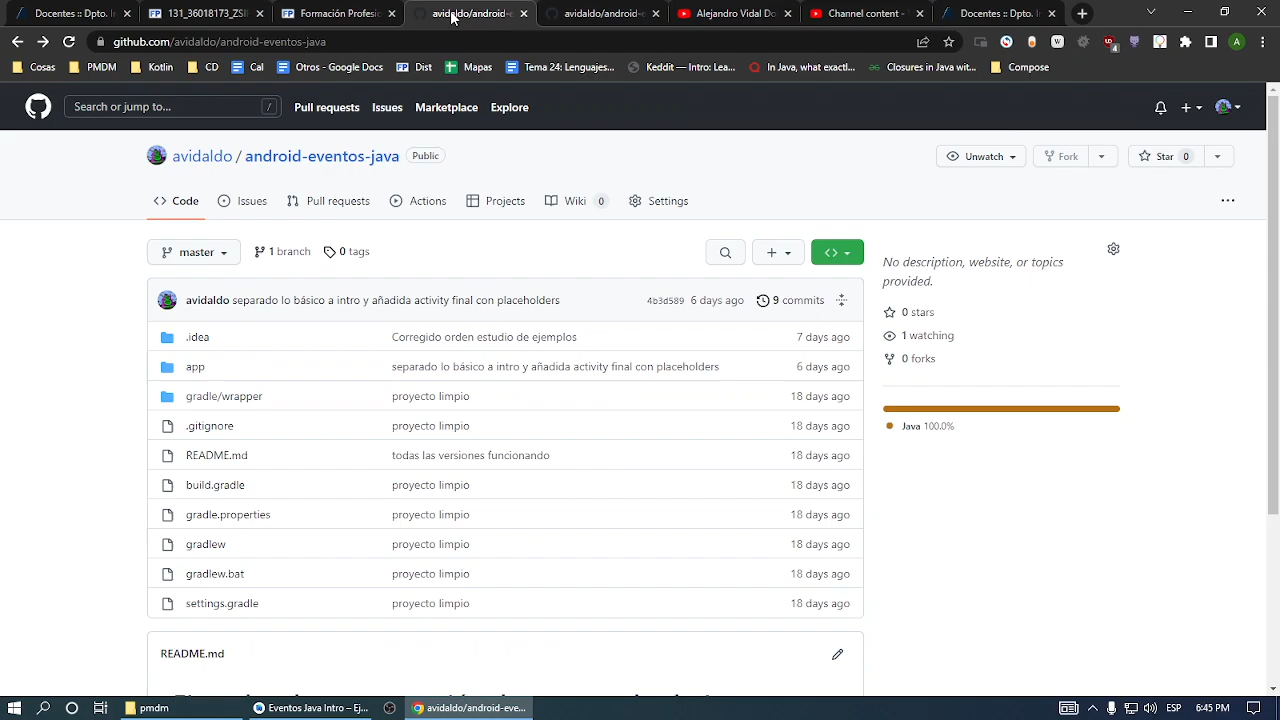 Docentes :: Dpto. I
131_36018173_ZSi
Formación Profesi
avidaldo/android-e
avidaldo/android-e
Alejandro Vidal Do
Channel content -
Docentes :: Dpto. I
github.com/avidaldo/android-eventos-java
Cosas
PMDM
Kotlin
CD
Cal
Otros - Google Docs
Dist
Mapas
Tema 24: Lenguajes...
Keddit — Intro: Lea...
In Java, what exactl...
Closures in Java wit...
Compose
Search or jump to...
/
Pull requests
Issues
Marketplace
Explore
avidaldo / android-eventos-java
Public
Unwatch
Fork
Star 0
Code
Issues
Pull requests
Actions
Projects
Wiki 0
Settings
master
1 branch
0 tags
avidaldo separado lo básico a intro y añadida activity final con placeholders
4b3d589 6 days ago
9 commits
.idea Corregido orden estudio de ejemplos 7 days ago
app separado lo básico a intro y añadida activity final con placeholders 6 days ago
gradle/wrapper proyecto limpio 18 days ago
.gitignore proyecto limpio 18 days ago
README.md todas las versiones funcionando 18 days ago
build.gradle proyecto limpio 18 days ago
gradle.properties proyecto limpio 18 days ago
gradlew proyecto limpio 18 days ago
gradlew.bat proyecto limpio 18 days ago
settings.gradle proyecto limpio 18 days ago
README.md
No description, website, or topics
provided.
0 stars
1 watching
0 forks
Java 100.0%
pmdm
Eventos Java Intro – Ej...
avidaldo/android-eve...
ESP
6:45 PM